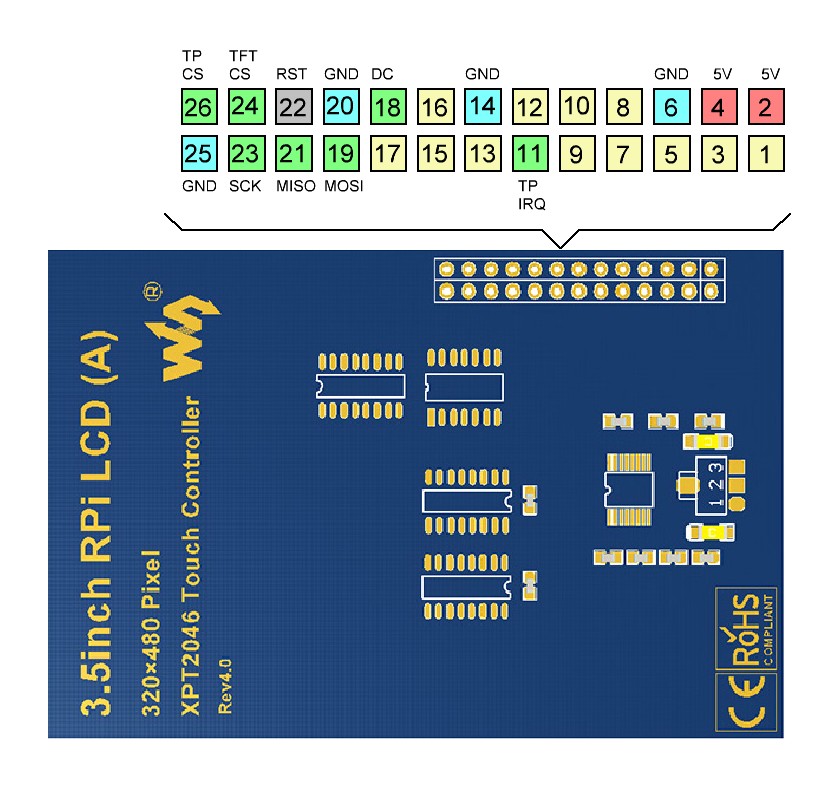 TP TFT
CS CS RST GND DC GND GND 5V 5V
26 24 22 20 18 16 14 12 10 8 6 4 2
25 23 21 19 17 15 13 11 9 7 5 3 1
GND SCK MISO MOSI TP
IRQ
3.5inch RPi LCD (A)
320×480 Pixel
XPT2046 Touch Controller
Rev4.0
®
1 2 3
CE
RoHS
COMPLIANT